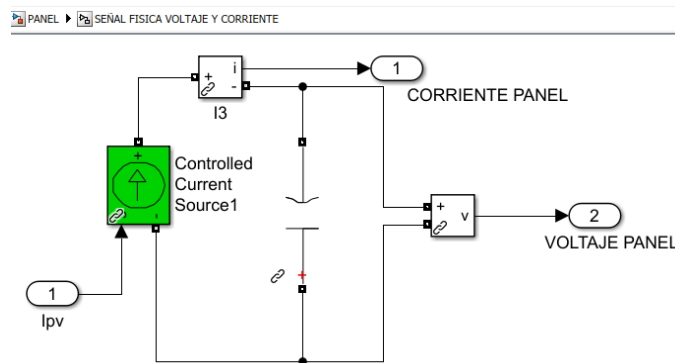 PANEL ▶ SEÑAL FISICA VOLTAJE Y CORRIENTE
+ i
-
I3
1
CORRIENTE PANEL
+
-
Controlled
Current
Source1
+
v
2
VOLTAJE PANEL
+
1
Ipv